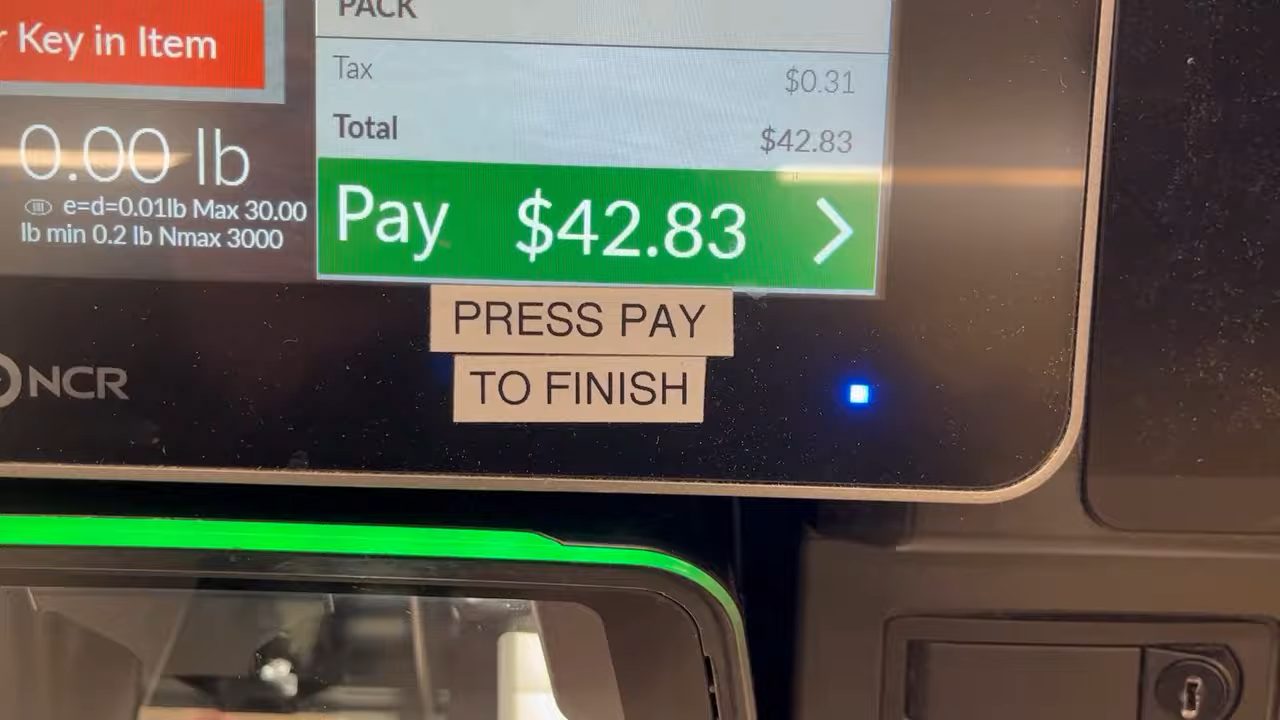 PACK
r Key in Item
Tax $0.31
Total $42.83
0.00 lb
e=d=0.01lb Max 30.00
lb min 0.2 lb Nmax 3000
Pay $42.83
PRESS PAY
TO FINISH
NCR